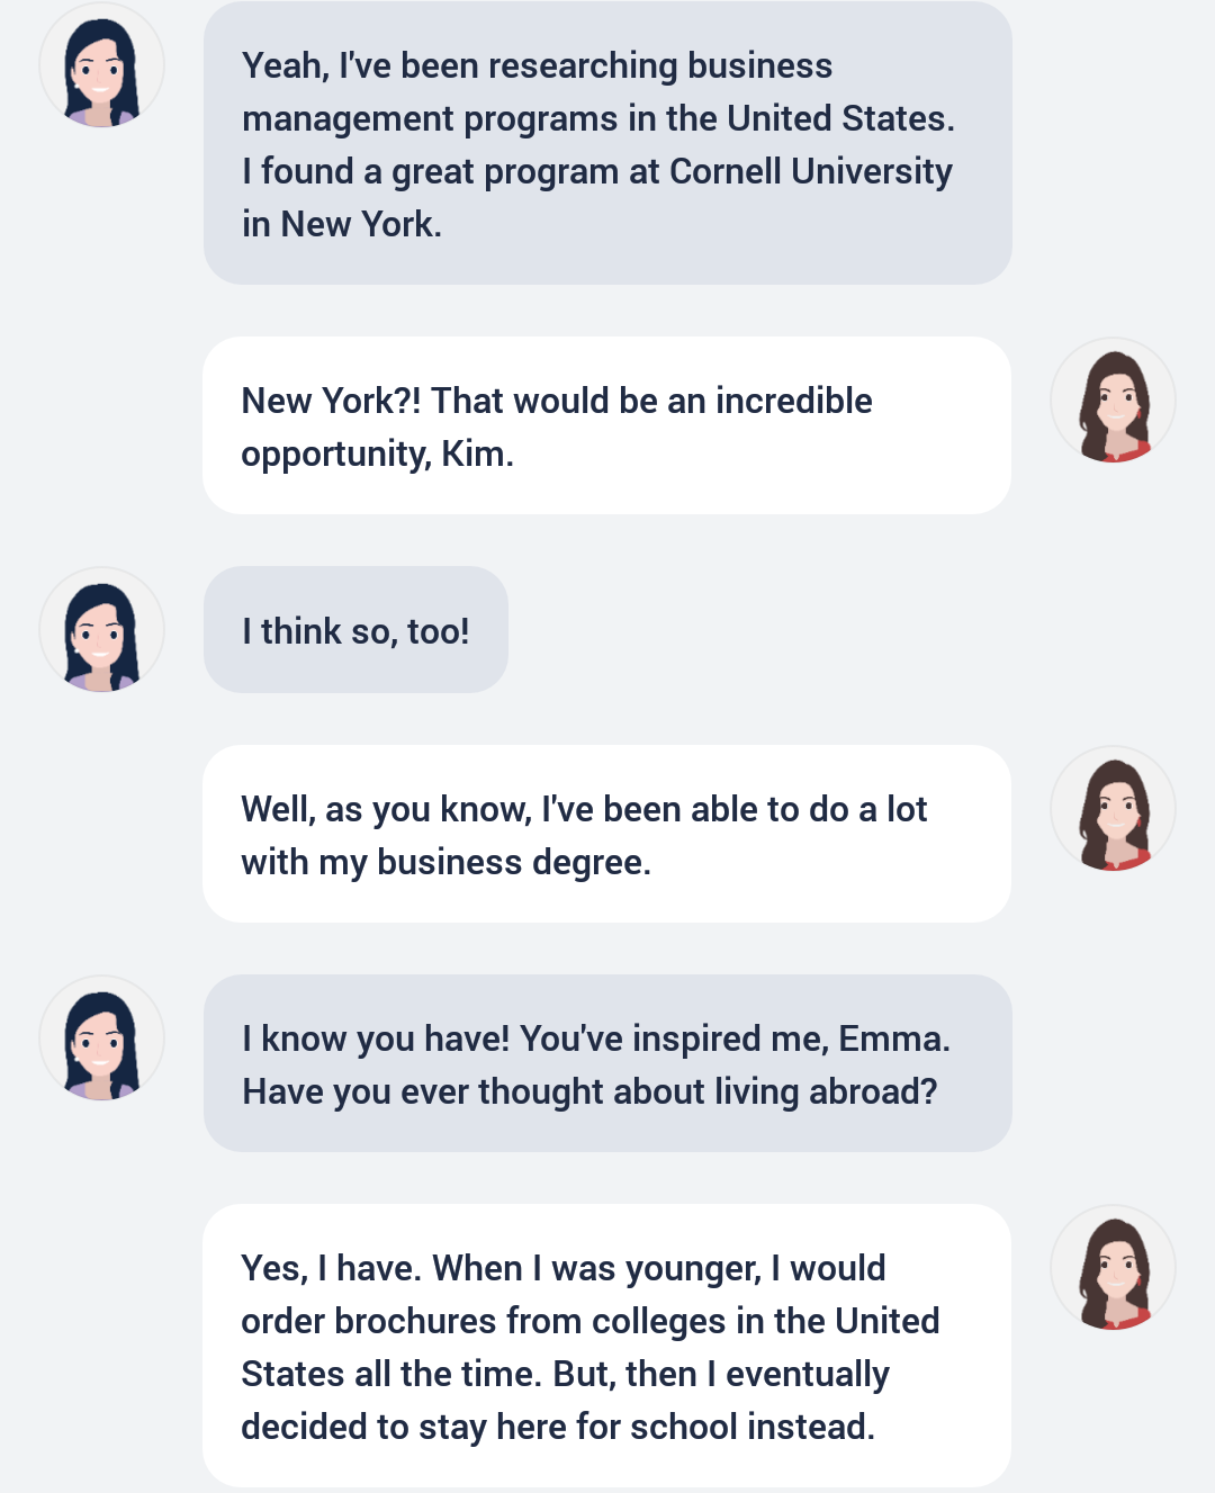 Yeah, I've been researching business
management programs in the United States.
I found a great program at Cornell University
in New York.
New York?! That would be an incredible
opportunity, Kim.
I think so, too!
Well, as you know, I've been able to do a lot
with my business degree.
I know you have! You've inspired me, Emma.
Have you ever thought about living abroad?
Yes, I have. When I was younger, I would
order brochures from colleges in the United
States all the time. But, then I eventually
decided to stay here for school instead.